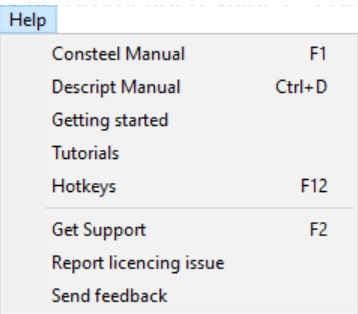 Help
Consteel Manual F1
Descript Manual Ctrl+D
Getting started
Tutorials
Hotkeys F12
Get Support F2
Report licencing issue
Send feedback